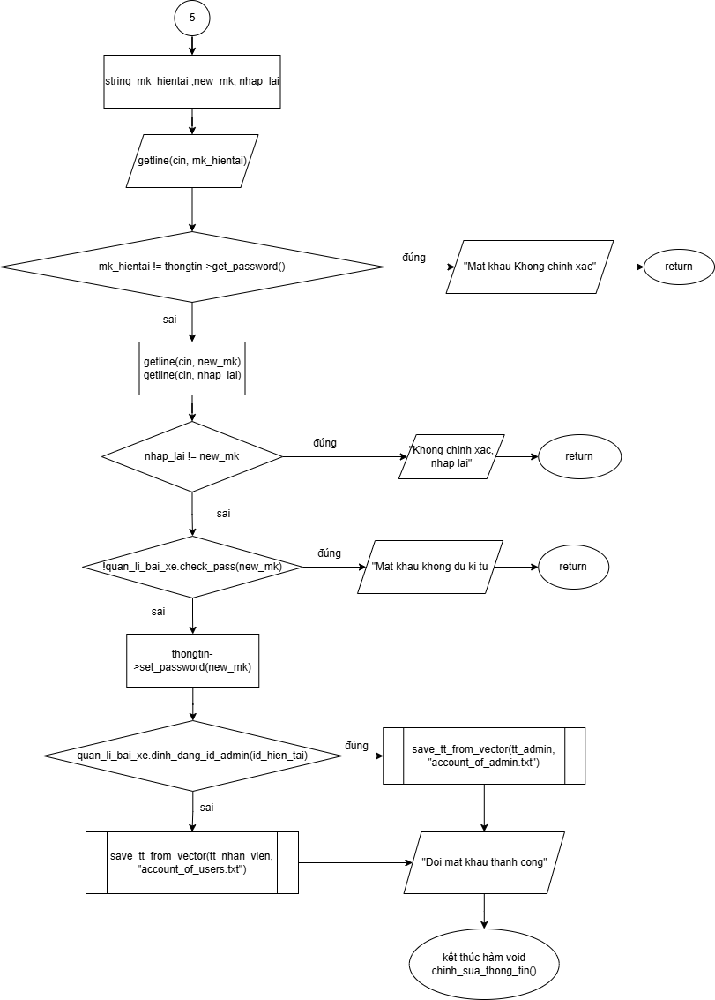 5
string  mk_hientai ,new_mk, nhap_lai
getline(cin, mk_hientai)
mk_hientai != thongtin->get_password()
đúng
"Mat khau Khong chinh xac"
return
sai
getline(cin, new_mk)
getline(cin, nhap_lai)
nhap_lai != new_mk
đúng
"Khong chinh xac,
nhap lai"
return
sai
!quan_li_bai_xe.check_pass(new_mk)
đúng
"Mat khau khong du ki tu
return
sai
thongtin-
>set_password(new_mk)
quan_li_bai_xe.dinh_dang_id_admin(id_hien_tai)
đúng
save_tt_from_vector(tt_admin,
"account_of_admin.txt")
sai
save_tt_from_vector(tt_nhan_vien,
"account_of_users.txt")
"Doi mat khau thanh cong"
kết thúc hàm void
chinh_sua_thong_tin()